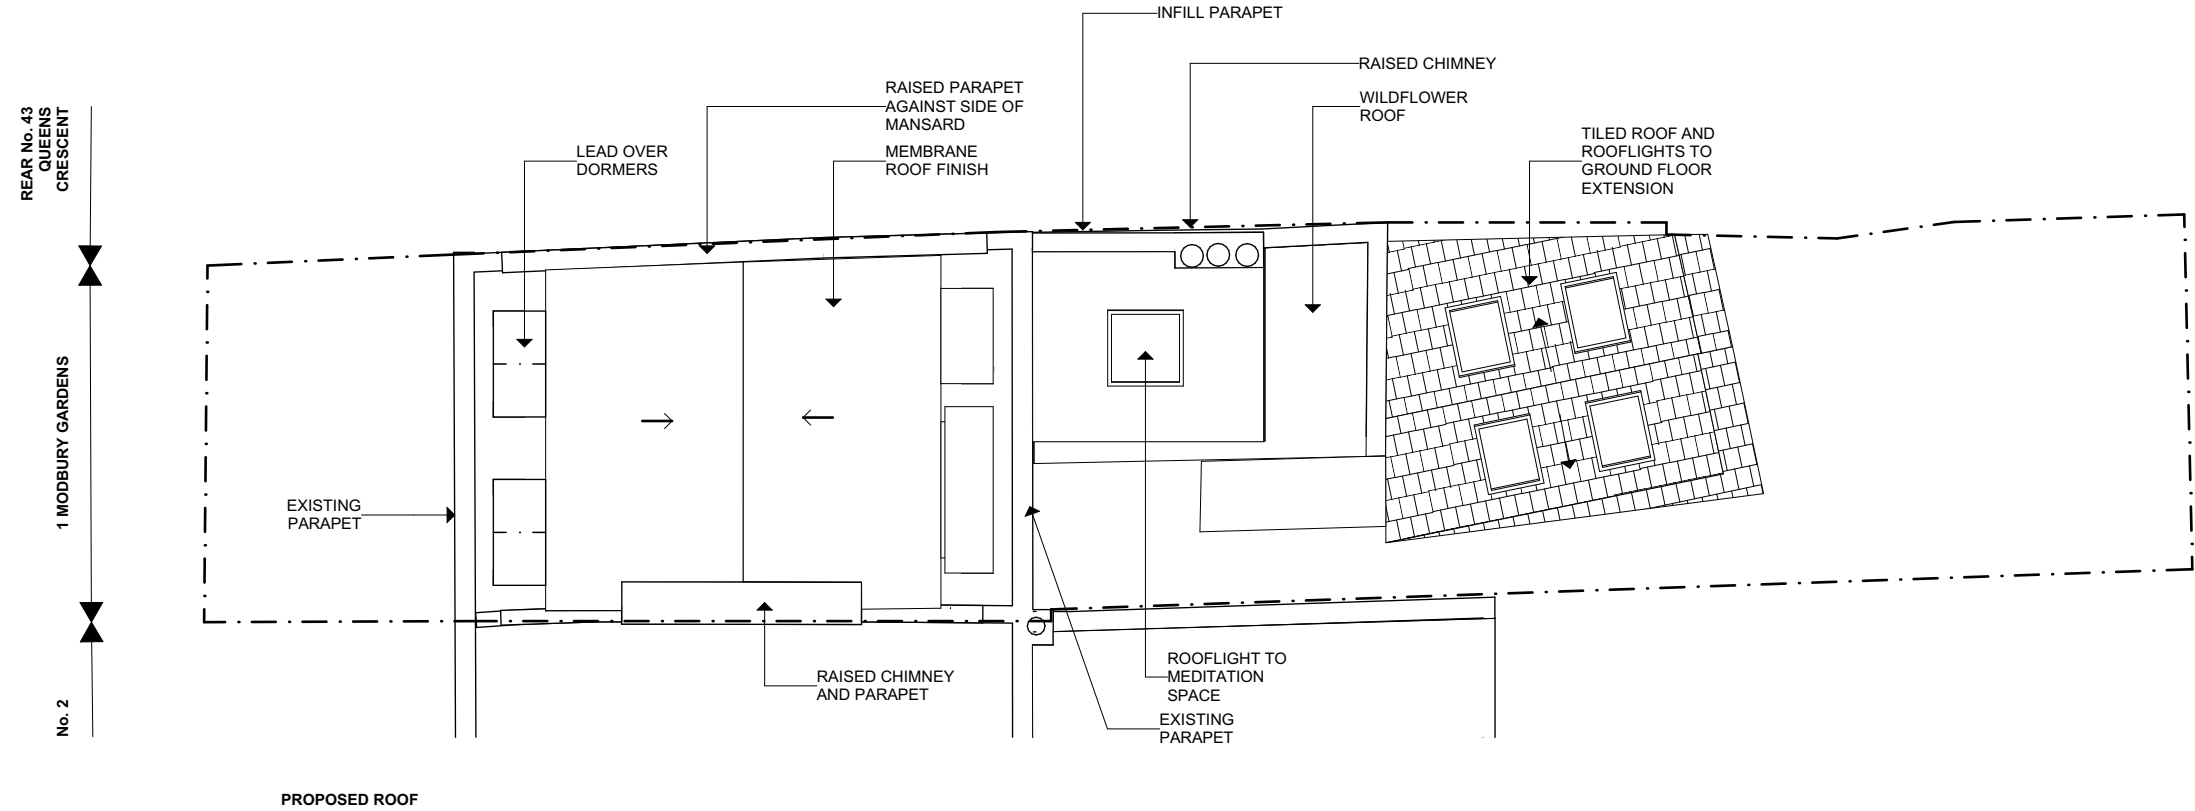 INFILL PARAPET
RAISED CHIMNEY
RAISED PARAPET
AGAINST SIDE OF
MANSARD
WILDFLOWER
ROOF
REAR No. 43
QUEENS
CRESCENT
LEAD OVER
DORMERS
MEMBRANE
ROOF FINISH
TILED ROOF AND
ROOFLIGHTS TO
GROUND FLOOR
EXTENSION
1 MODBURY GARDENS
EXISTING
PARAPET
RAISED CHIMNEY
AND PARAPET
ROOFLIGHT TO
MEDITATION
SPACE
No. 2
EXISTING
PARAPET
PROPOSED ROOF